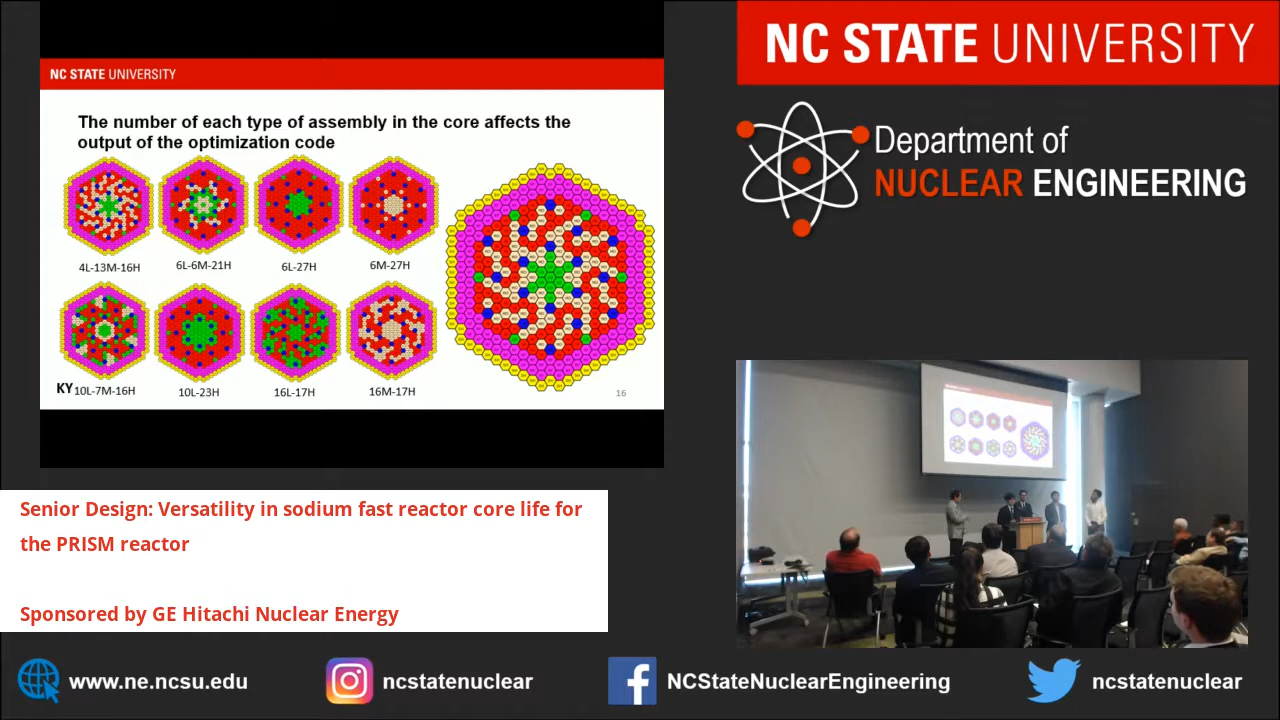 NC STATE UNIVERSITY
The number of each type of assembly in the core affects the
output of the optimization code
4L-13M-16H
6L-6M-21H
6L-27H
6M-27H
KY
10L-7M-16H
10L-23H
16L-17H
16M-17H
16
NC STATE UNIVERSITY
Department of
NUCLEAR ENGINEERING
Senior Design: Versatility in sodium fast reactor core life for
the PRISM reactor
Sponsored by GE Hitachi Nuclear Energy
www.ne.ncsu.edu
ncstatenuclear
NCStateNuclearEngineering
ncstatenuclear